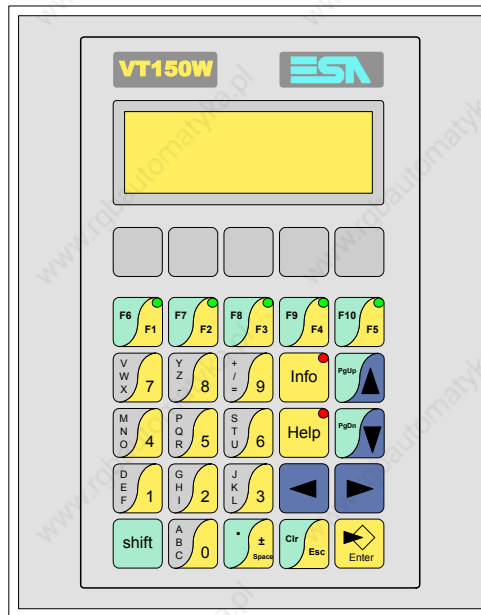 VT150W ESA
F6 F1 F7 F2 F8 F3 F9 F4 F10 F5
V W X 7 Y Z - 8 + / = 9 Info PgUp
M N O 4 P Q R 5 S T U 6 Help PgDn
D E F 1 G H I 2 J K L 3
shift A B C 0 . ± Space Clr Esc Enter
www.rgbautomatyka.pl